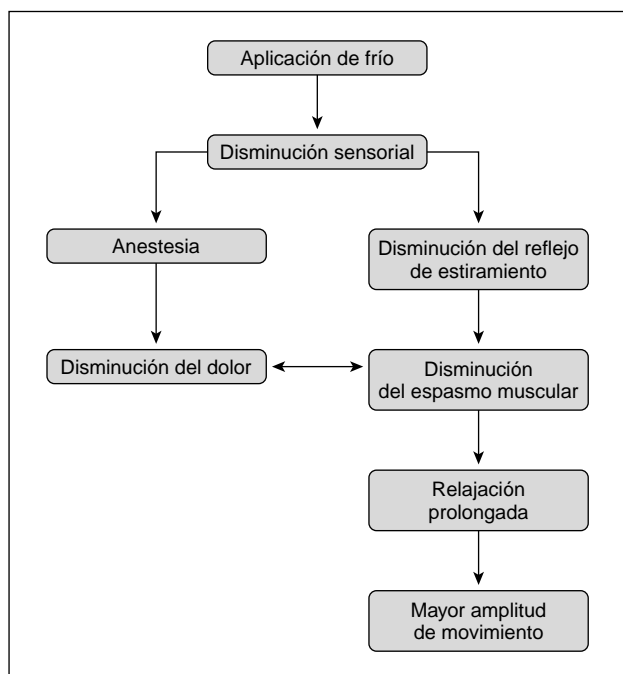 Aplicación de frío
Disminución sensorial
Anestesia
Disminución del reflejo
de estiramiento
Disminución del dolor
Disminución
del espasmo muscular
Relajación
prolongada
Mayor amplitud
de movimiento